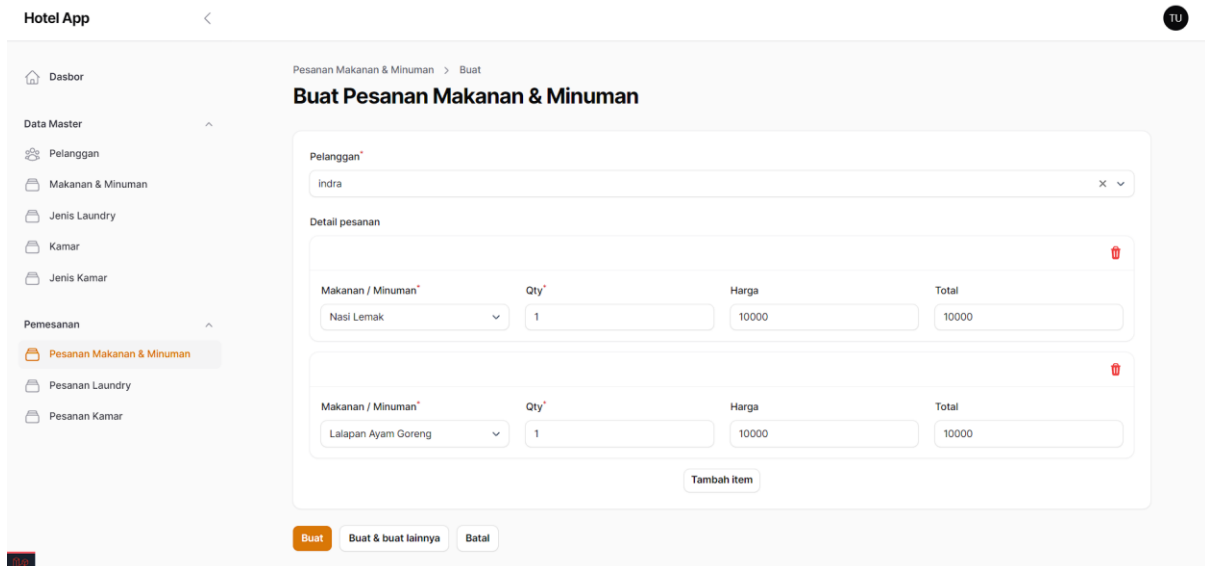 Hotel App
TU
Dasbor
Data Master
Pelanggan
Makanan & Minuman
Jenis Laundry
Kamar
Jenis Kamar
Pemesanan
Pesanan Makanan & Minuman
Pesanan Laundry
Pesanan Kamar
Pesanan Makanan & Minuman > Buat
Buat Pesanan Makanan & Minuman
Pelanggan*
indra
Detail pesanan
Makanan / Minuman* Qty* Harga Total
Nasi Lemak 1 10000 10000
Makanan / Minuman* Qty* Harga Total
Lalapan Ayam Goreng 1 10000 10000
Tambah item
Buat Buat & buat lainnya Batal